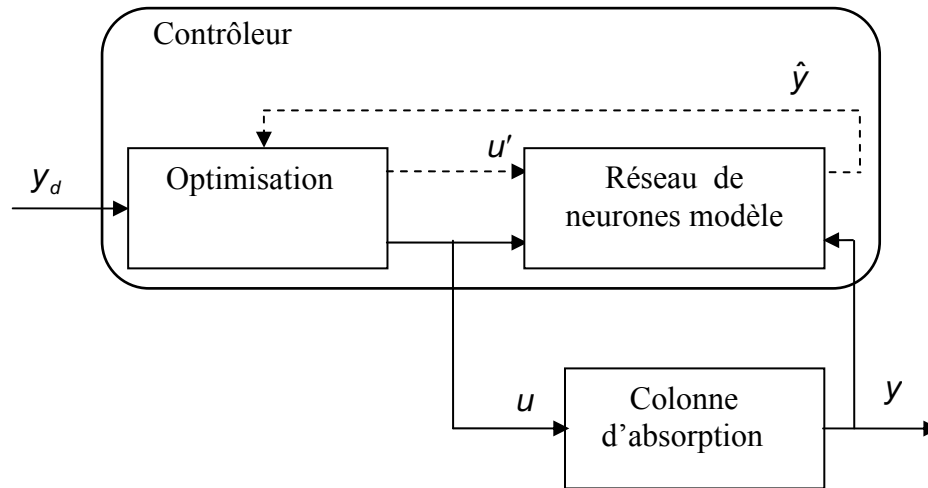 Contrôleur
ŷ
y_d
Optimisation
u'
Réseau de
neurones modèle
u
Colonne
d'absorption
y